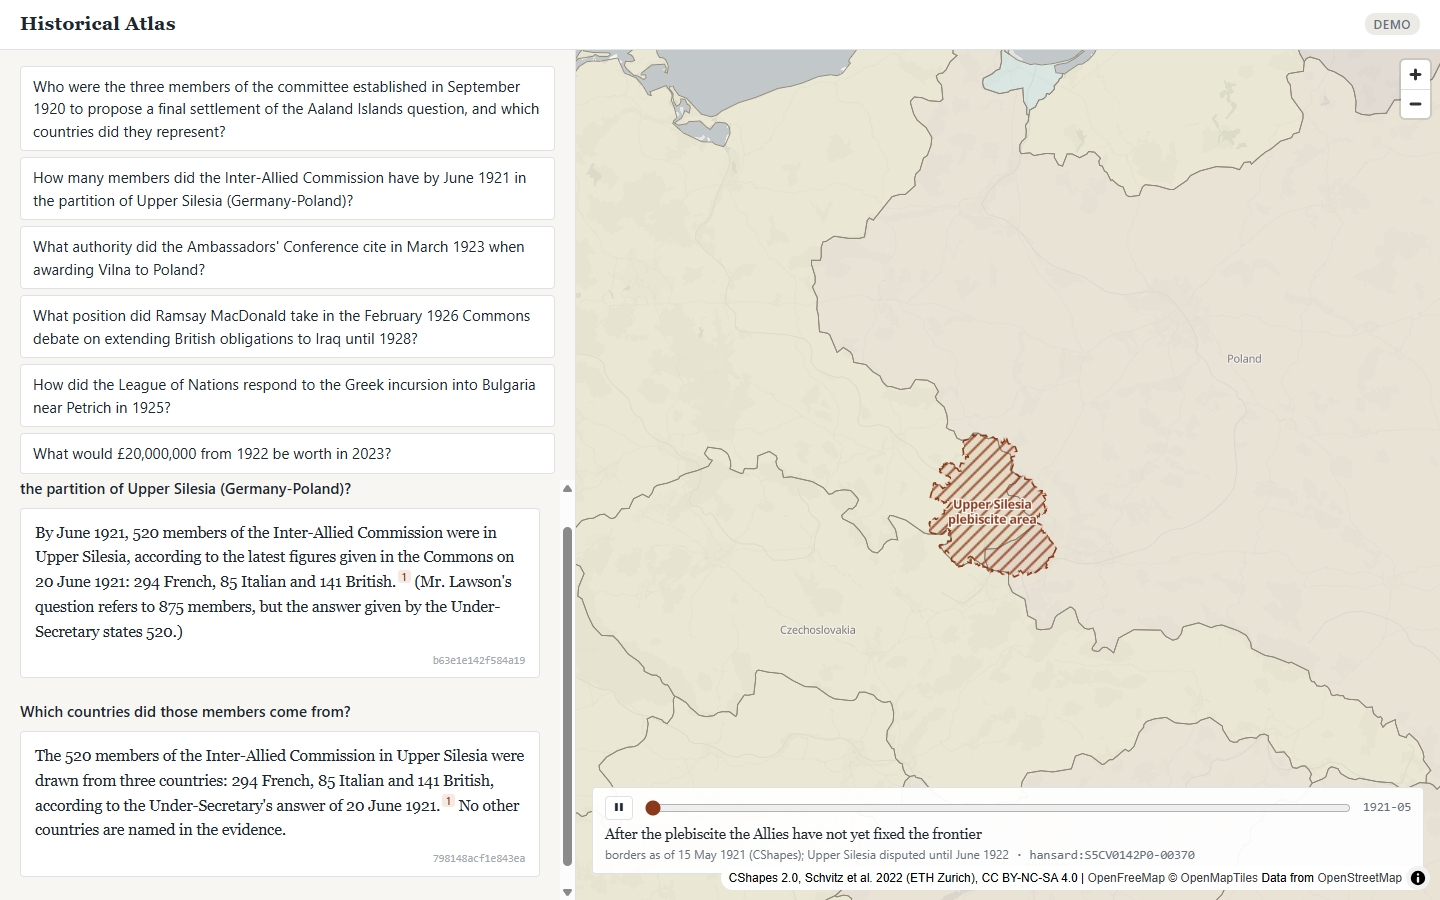 Historical Atlas
DEMO
Who were the three members of the committee established in September
1920 to propose a final settlement of the Aaland Islands question, and which
countries did they represent?
How many members did the Inter-Allied Commission have by June 1921 in
the partition of Upper Silesia (Germany-Poland)?
What authority did the Ambassadors' Conference cite in March 1923 when
awarding Vilna to Poland?
What position did Ramsay MacDonald take in the February 1926 Commons
debate on extending British obligations to Iraq until 1928?
How did the League of Nations respond to the Greek incursion into Bulgaria
near Petrich in 1925?
What would £20,000,000 from 1922 be worth in 2023?
the partition of Upper Silesia (Germany-Poland)?
By June 1921, 520 members of the Inter-Allied Commission were in
Upper Silesia, according to the latest figures given in the Commons on
20 June 1921: 294 French, 85 Italian and 141 British. 1 (Mr. Lawson's
question refers to 875 members, but the answer given by the Under-
Secretary states 520.)
b63e1e142f584a19
Which countries did those members come from?
The 520 members of the Inter-Allied Commission in Upper Silesia were
drawn from three countries: 294 French, 85 Italian and 141 British,
according to the Under-Secretary's answer of 20 June 1921. 1 No other
countries are named in the evidence.
798148acf1e843ea
Poland
Upper Silesia
plebiscite area
Czechoslovakia
1921-05
After the plebiscite the Allies have not yet fixed the frontier
borders as of 15 May 1921 (CShapes); Upper Silesia disputed until June 1922 · hansard:S5CV0142P0-00370
CShapes 2.0, Schvitz et al. 2022 (ETH Zurich), CC BY-NC-SA 4.0 | OpenFreeMap © OpenMapTiles Data from OpenStreetMap